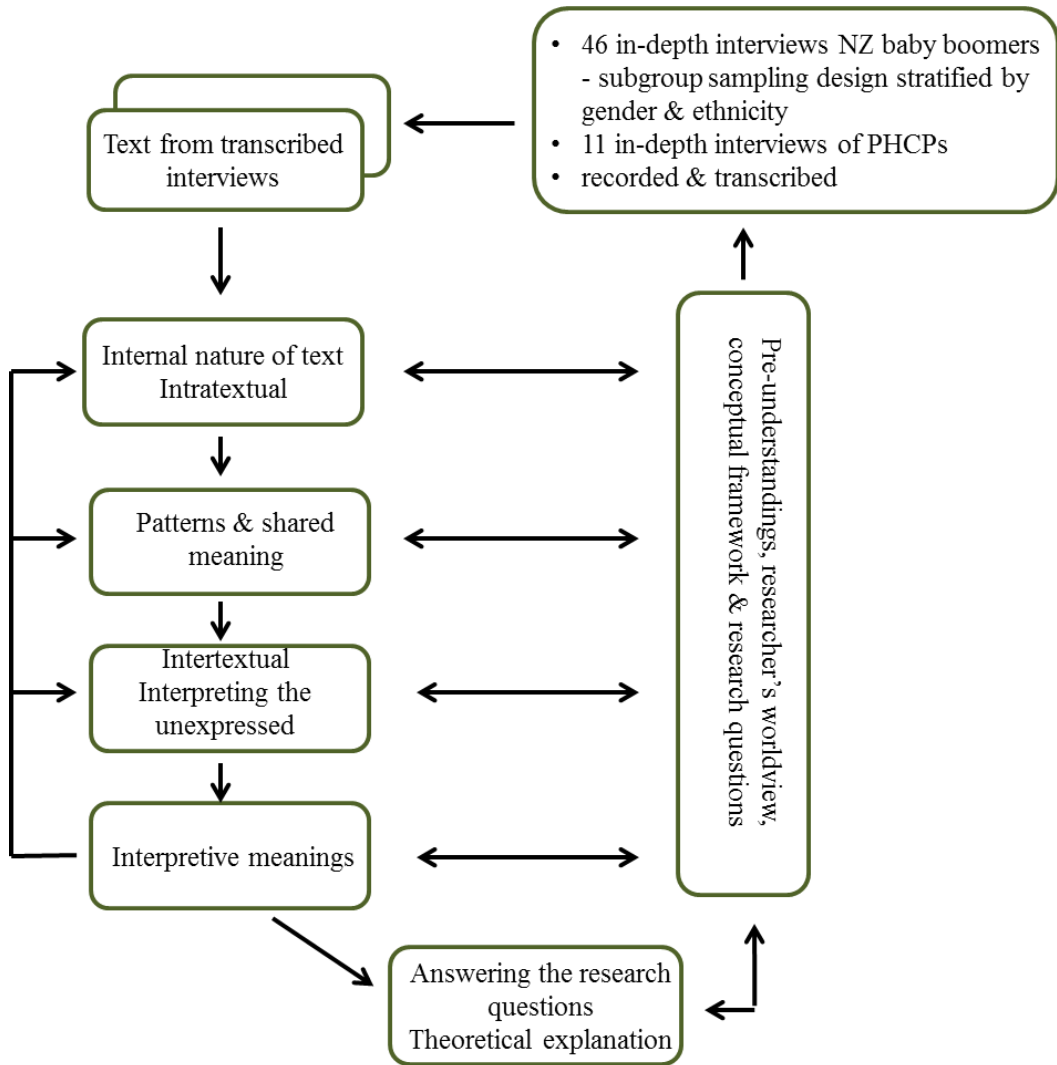 • 46 in-depth interviews NZ baby boomers
- subgroup sampling design stratified by
gender & ethnicity
• 11 in-depth interviews of PHCPs
• recorded & transcribed
Text from transcribed
interviews
Internal nature of text
Intratextual
Patterns & shared
meaning
Intertextual
Interpreting the
unexpressed
Interpretive meanings
Pre-understandings, researcher’s worldview,
conceptual framework & research questions
Answering the research
questions
Theoretical explanation